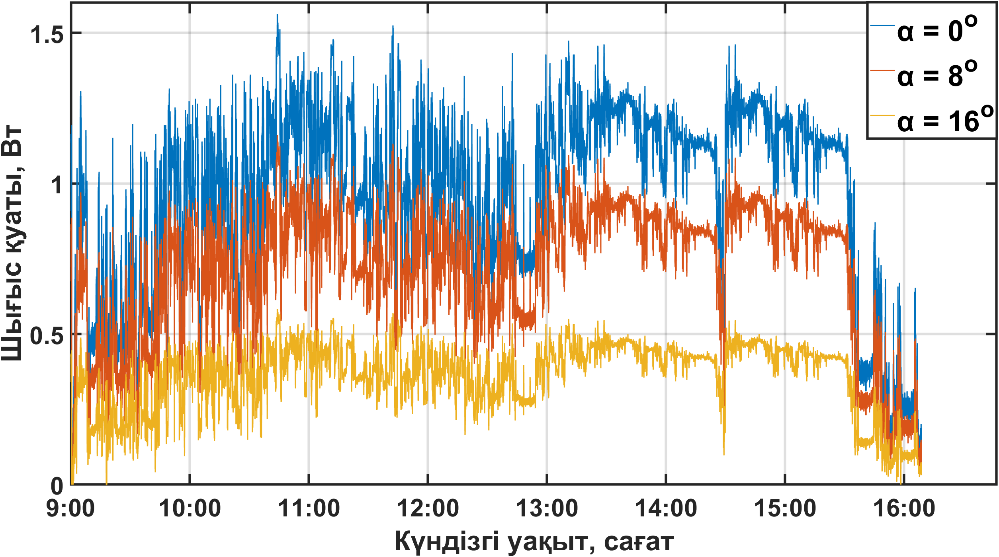 Шығыс қуаты, Вт
1.5
1
0.5
0
9:00 10:00 11:00 12:00 13:00 14:00 15:00 16:00
Күндізгі уақыт, сағат
α = 0°
α = 8°
α = 16°